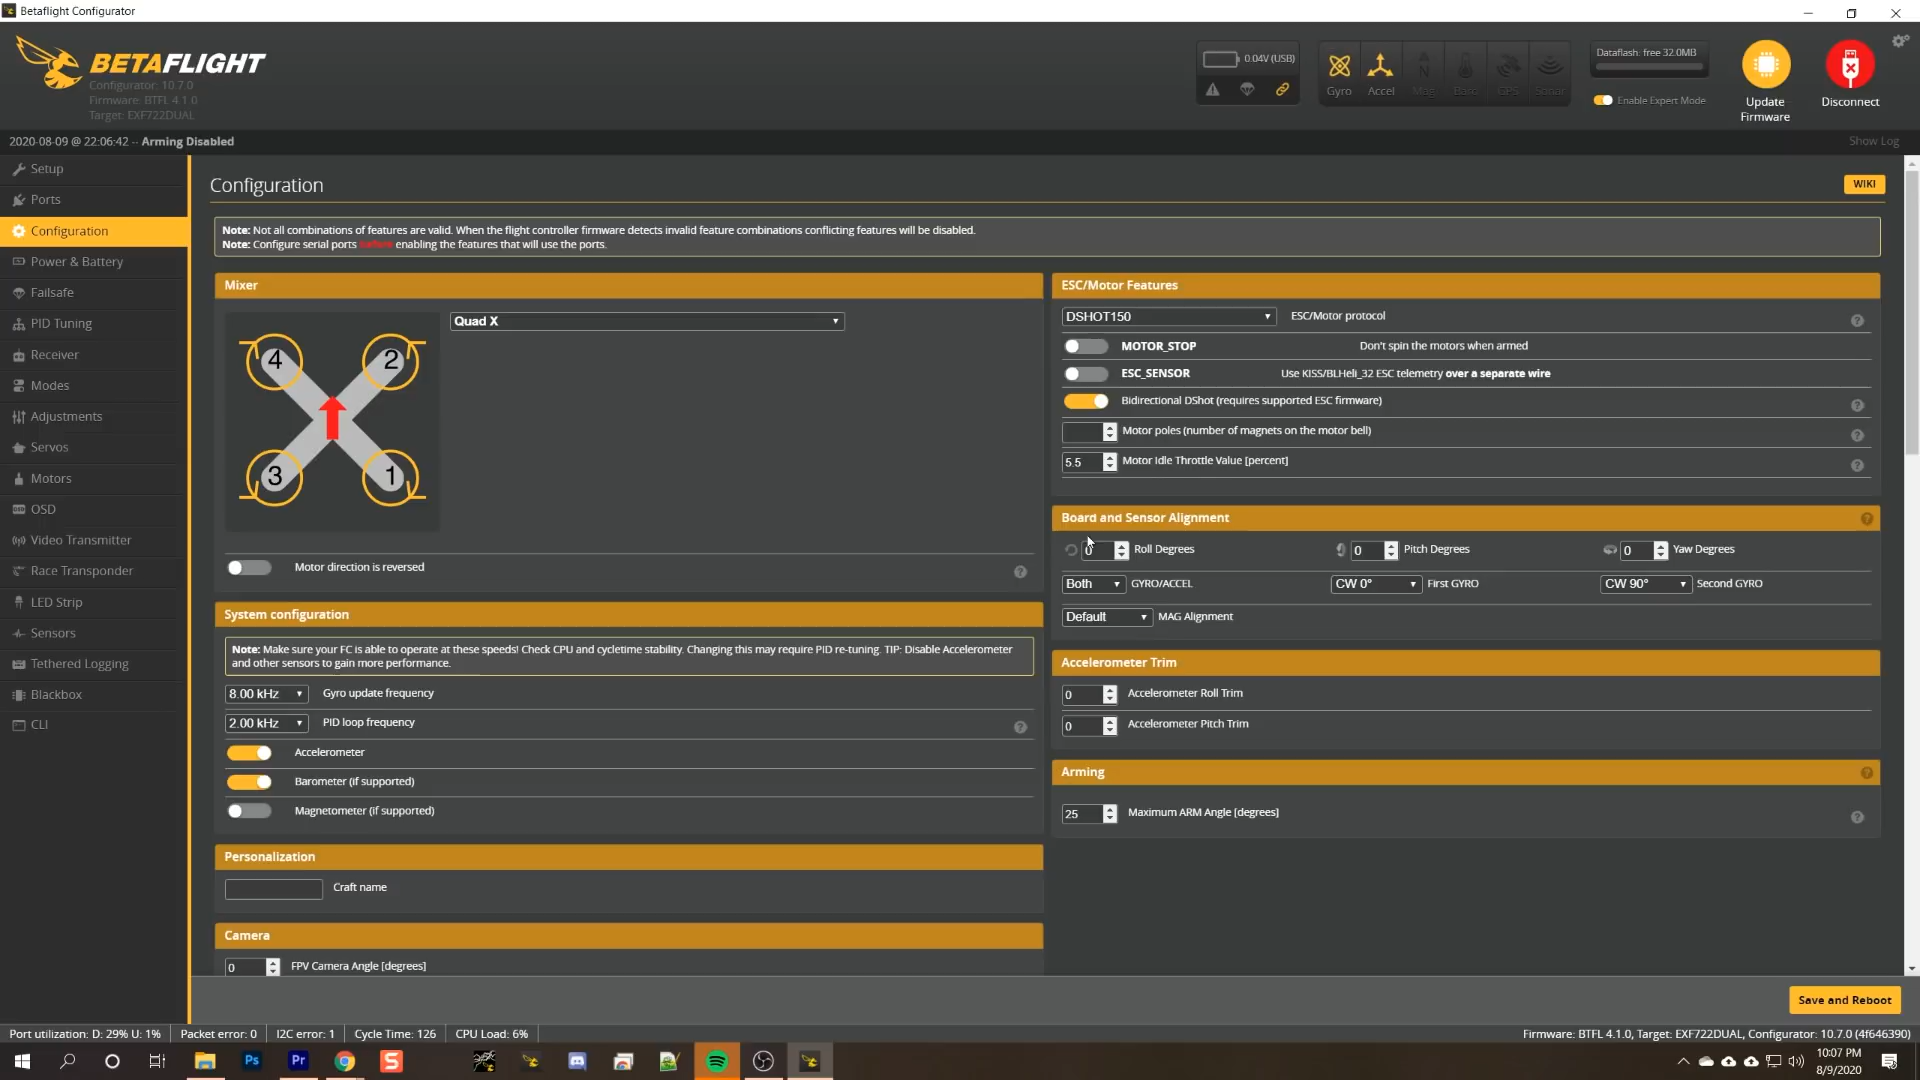 Betaflight Configurator
BETAFLIGHT
Configurator: 10.7.0
Firmware: BTFL 4.1.0
Target: EXF722DUAL
0.04V (USB)
Gyro
Accel
Mag
Baro
GPS
Sonar
Dataflash: free 32.0MB
Enable Expert Mode
Update
Firmware
Disconnect
2020-08-09 @ 22:06:42 -- Arming Disabled
Show Log
Setup
Ports
Configuration
Power & Battery
Failsafe
PID Tuning
Receiver
Modes
Adjustments
Servos
Motors
OSD
Video Transmitter
Race Transponder
LED Strip
Sensors
Tethered Logging
Blackbox
CLI
Configuration
WIKI
Note: Not all combinations of features are valid. When the flight controller firmware detects invalid feature combinations conflicting features will be disabled.
Note: Configure serial ports before enabling the features that will use the ports.
Mixer
Quad X
4
2
3
1
Motor direction is reversed
System configuration
Note: Make sure your FC is able to operate at these speeds! Check CPU and cycletime stability. Changing this may require PID re-tuning. TIP: Disable Accelerometer
and other sensors to gain more performance.
8.00 kHz Gyro update frequency
2.00 kHz PID loop frequency
Accelerometer
Barometer (if supported)
Magnetometer (if supported)
Personalization
Craft name
Camera
0 FPV Camera Angle [degrees]
ESC/Motor Features
DSHOT150 ESC/Motor protocol
MOTOR_STOP Don't spin the motors when armed
ESC_SENSOR Use KISS/BLHeli_32 ESC telemetry over a separate wire
Bidirectional DShot (requires supported ESC firmware)
Motor poles (number of magnets on the motor bell)
5.5 Motor Idle Throttle Value [percent]
Board and Sensor Alignment
0 Roll Degrees 0 Pitch Degrees 0 Yaw Degrees
Both GYRO/ACCEL CW 0° First GYRO CW 90° Second GYRO
Default MAG Alignment
Accelerometer Trim
0 Accelerometer Roll Trim
0 Accelerometer Pitch Trim
Arming
25 Maximum ARM Angle [degrees]
Save and Reboot
Port utilization: D: 29% U: 1% Packet error: 0 I2C error: 1 Cycle Time: 126 CPU Load: 6%
Firmware: BTFL 4.1.0, Target: EXF722DUAL, Configurator: 10.7.0 (4f646390)
Ps
Pr
S
10:07 PM
8/9/2020